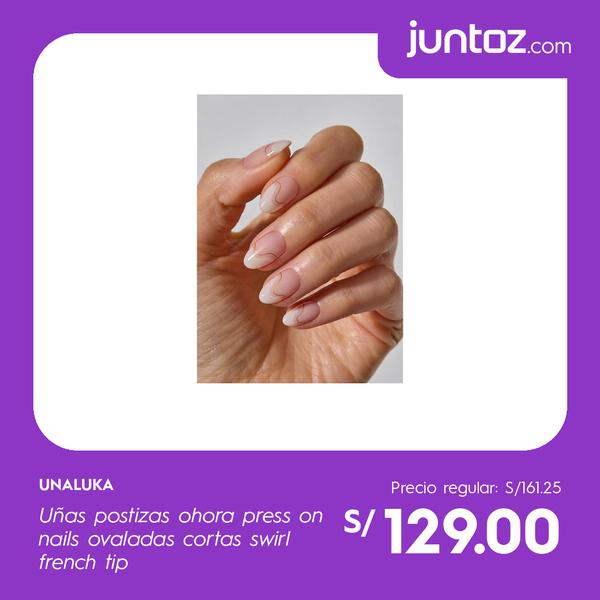 juntoz.com
UNALUKA
Uñas postizas ohora press on
nails ovaladas cortas swirl
french tip
Precio regular: S/161.25
S/129.00